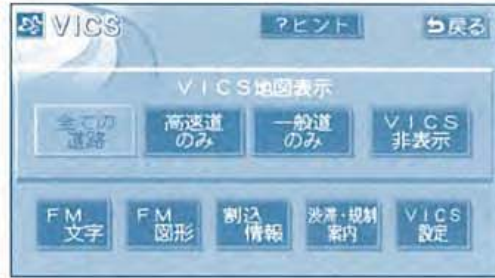 VICS
?ヒント
戻る
VICS地図表示
全ての
道路
高速道
のみ
一般道
のみ
VICS
非表示
FM
文字
FM
図形
割込
情報
渋滞・規制
案内
VICS
設定